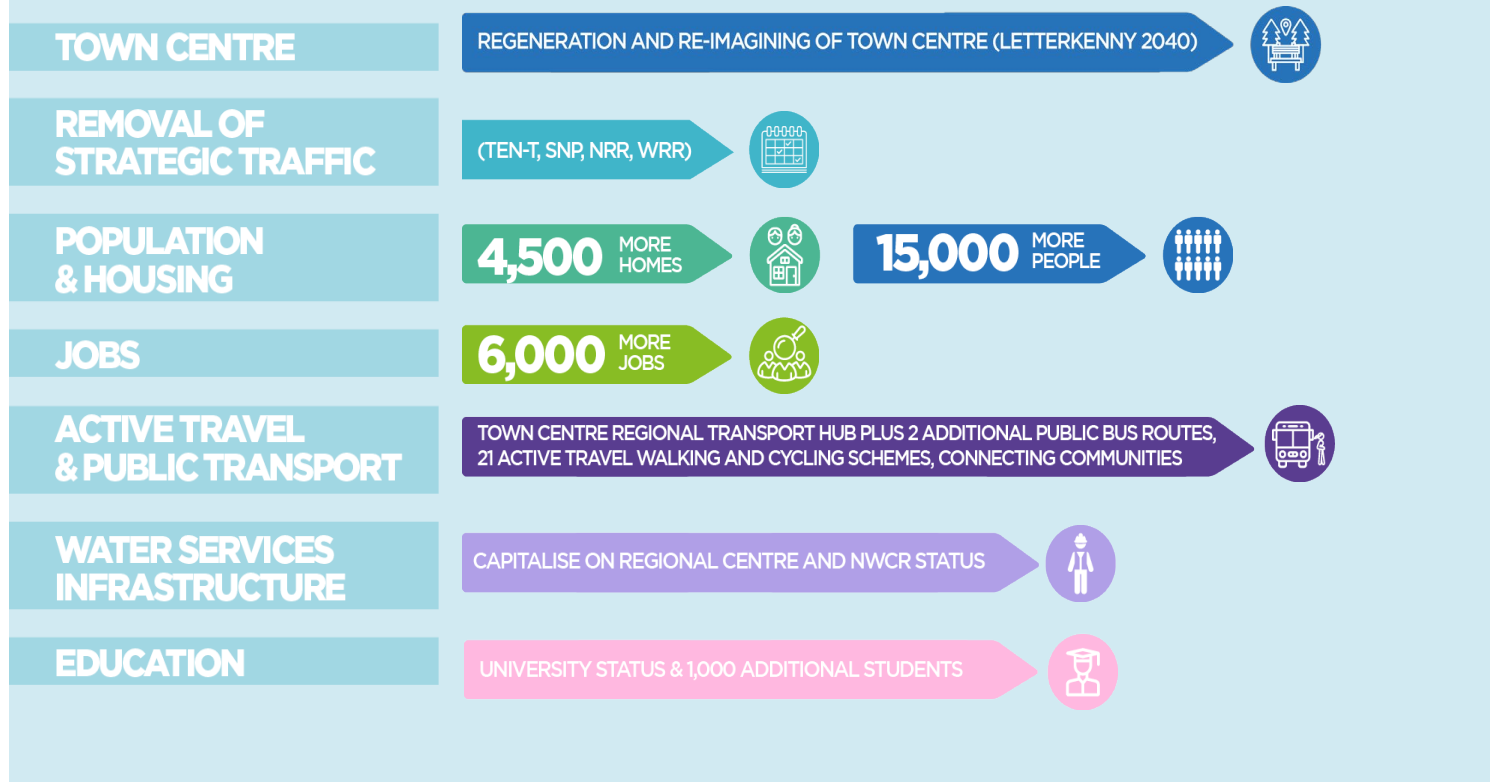 TOWN CENTRE
REGENERATION AND RE-IMAGINING OF TOWN CENTRE (LETTERKENNY 2040)
REMOVAL OF
STRATEGIC TRAFFIC
(TEN-T, SNP, NRR, WRR)
POPULATION
& HOUSING
4,500 MORE
HOMES
15,000 MORE
PEOPLE
JOBS
6,000 MORE
JOBS
ACTIVE TRAVEL
& PUBLIC TRANSPORT
TOWN CENTRE REGIONAL TRANSPORT HUB PLUS 2 ADDITIONAL PUBLIC BUS ROUTES,
21 ACTIVE TRAVEL WALKING AND CYCLING SCHEMES, CONNECTING COMMUNITIES
WATER SERVICES
INFRASTRUCTURE
CAPITALISE ON REGIONAL CENTRE AND NWCR STATUS
EDUCATION
UNIVERSITY STATUS & 1,000 ADDITIONAL STUDENTS